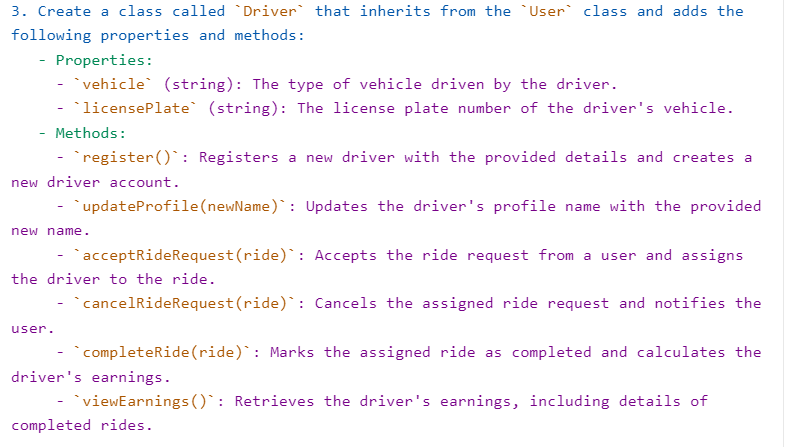 3. Create a class called `Driver` that inherits from the `User` class and adds the
following properties and methods:
- Properties:
- `vehicle` (string): The type of vehicle driven by the driver.
- `licensePlate` (string): The license plate number of the driver's vehicle.
- Methods:
- `register()`: Registers a new driver with the provided details and creates a
new driver account.
- `updateProfile(newName)`: Updates the driver's profile name with the provided
new name.
- `acceptRideRequest(ride)`: Accepts the ride request from a user and assigns
the driver to the ride.
- `cancelRideRequest(ride)`: Cancels the assigned ride request and notifies the
user.
- `completeRide(ride)`: Marks the assigned ride as completed and calculates the
driver's earnings.
- `viewEarnings()`: Retrieves the driver's earnings, including details of
completed rides.